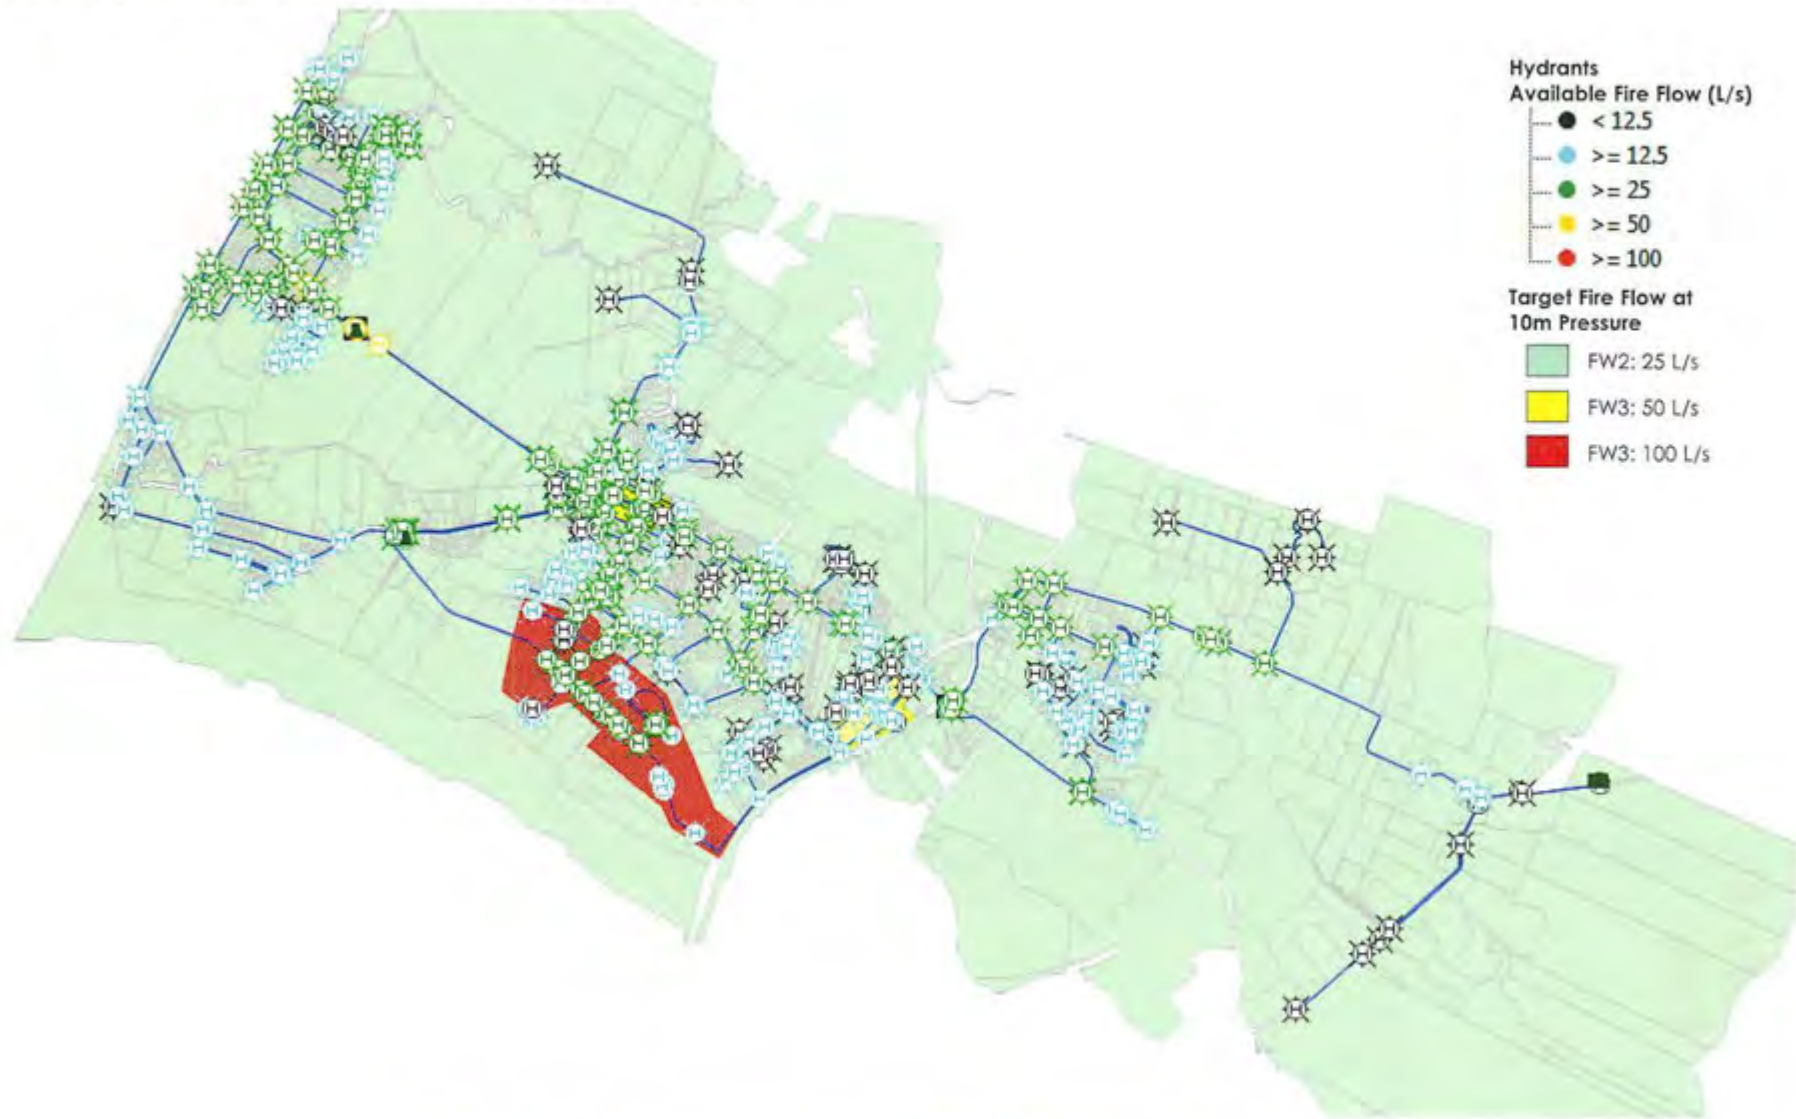 Hydrants
Available Fire Flow (L/s)
< 12.5
>= 12.5
>= 25
>= 50
>= 100
Target Fire Flow at
10m Pressure
FW2: 25 L/s
FW3: 50 L/s
FW3: 100 L/s